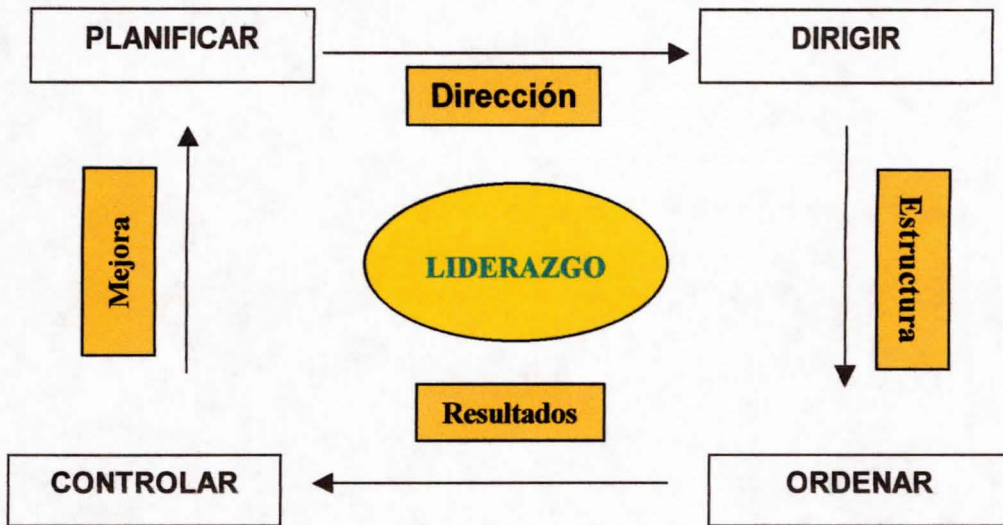 PLANIFICAR
DIRIGIR
Dirección
Mejora
LIDERAZGO
Estructura
Resultados
CONTROLAR
ORDENAR